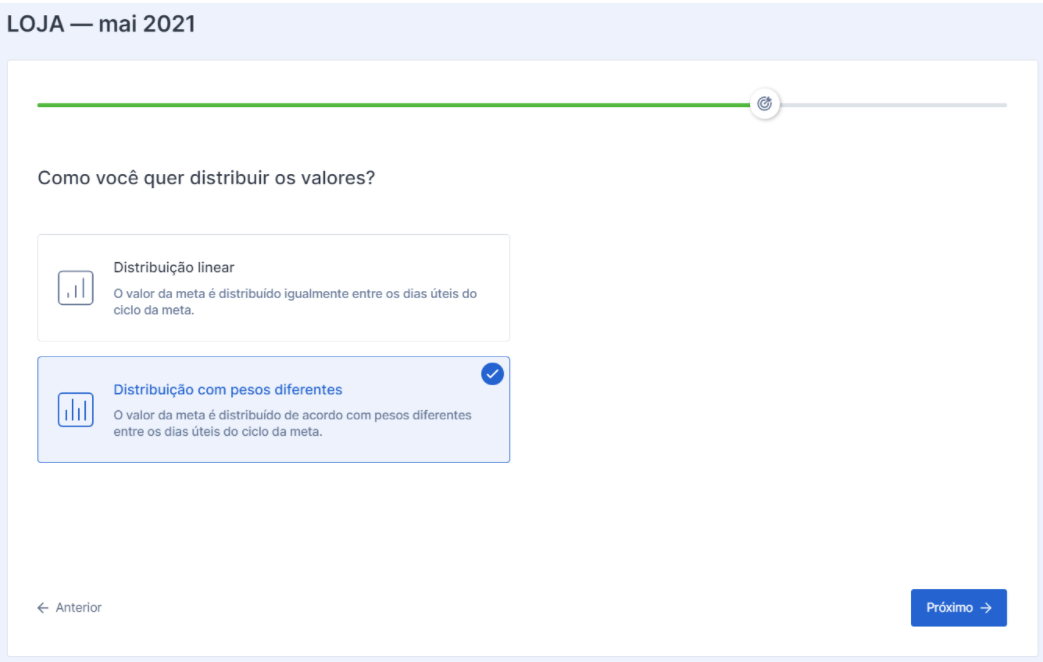 LOJA — mai 2021
Como você quer distribuir os valores?
Distribuição linear
O valor da meta é distribuído igualmente entre os dias úteis do
ciclo da meta.
Distribuição com pesos diferentes
O valor da meta é distribuído de acordo com pesos diferentes
entre os dias úteis do ciclo da meta.
← Anterior
Próximo →